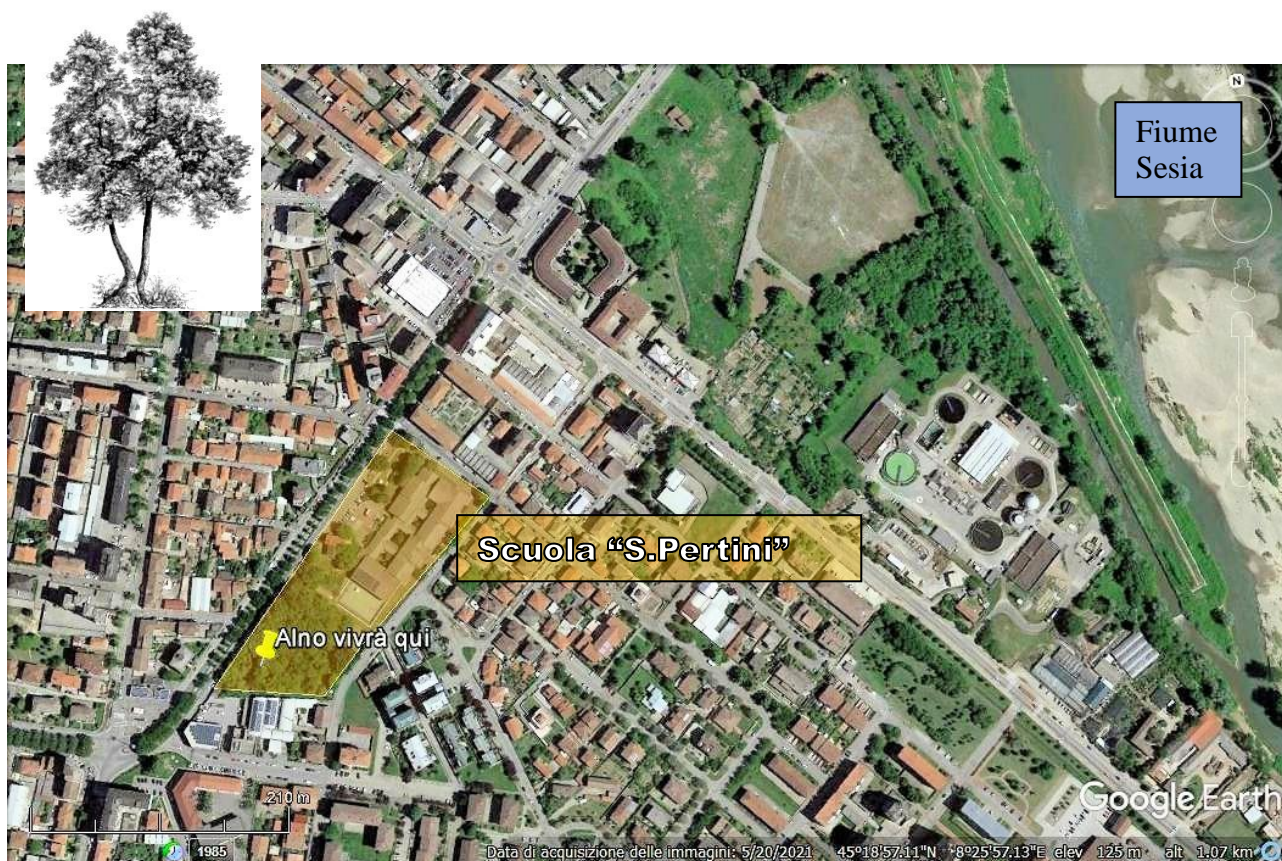 Fiume
Sesia
N
Scuola “S.Pertini”
Alno vivrà qui
210 m
Google Earth
1985
Data di acquisizione delle immagini: 5/20/2021 45°18'57.11"N 8°25'57.13"E elev 125 m alt 1.07 km